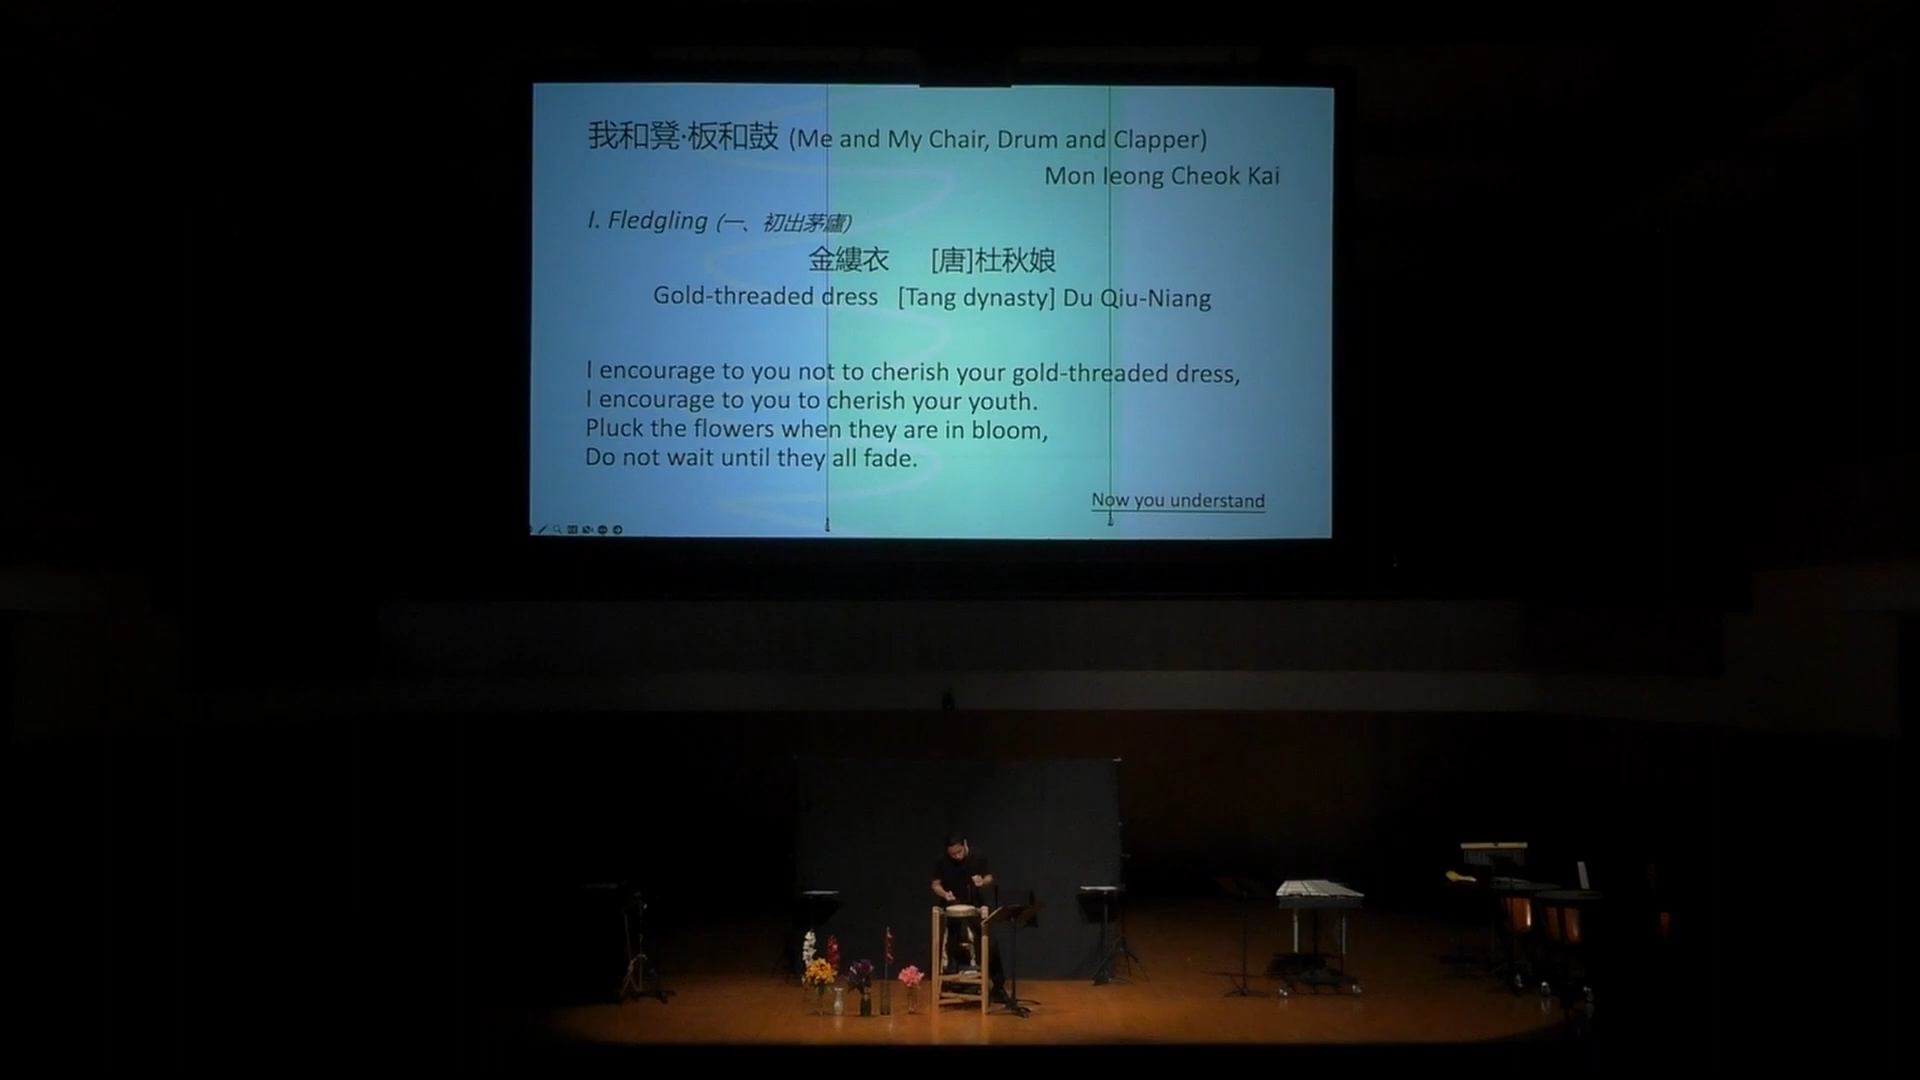 我和凳·板和鼓 (Me and My Chair, Drum and Clapper)
Mon Ieong Cheok Kai
I. Fledgling (一、初出茅廬)
金縷衣 [唐]杜秋娘
Gold-threaded dress [Tang dynasty] Du Qiu-Niang
I encourage to you not to cherish your gold-threaded dress,
I encourage to you to cherish your youth.
Pluck the flowers when they are in bloom,
Do not wait until they all fade.
Now you understand